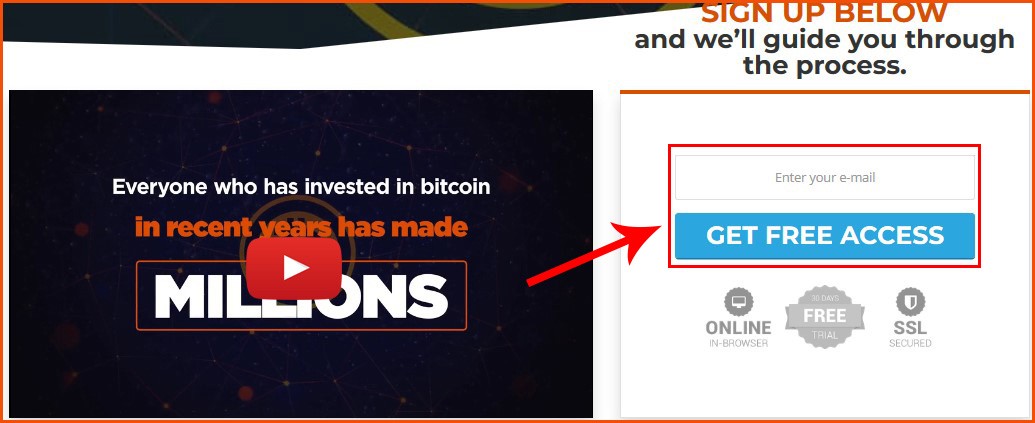 SIGN UP BELOW
and we’ll guide you through
the process.
Everyone who has invested in bitcoin
in recent years has made
MILLIONS
Enter your e-mail
GET FREE ACCESS
ONLINE
IN-BROWSER
30 DAYS
FREE
TRIAL
SSL
SECURED